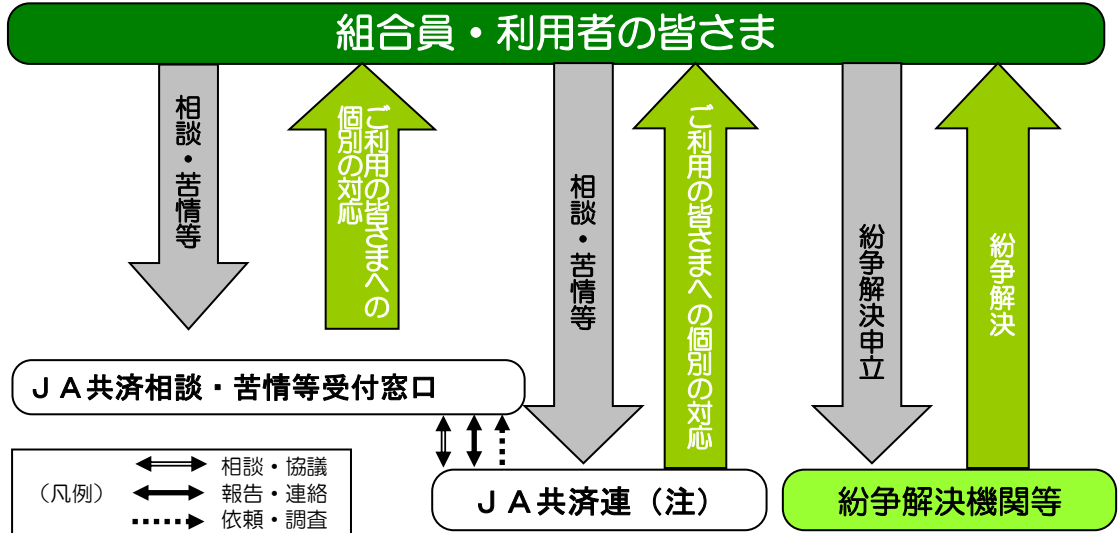 組合員・利用者の皆さま
相談・苦情等
ご利用の皆さまへの
個別の対応
相談・苦情等
ご利用の皆さまへの個別の対応
紛争解決申立
紛争解決
ＪＡ共済相談・苦情等受付窓口
ＪＡ共済連（注）
紛争解決機関等
（凡例）
相談・協議
報告・連絡
依頼・調査